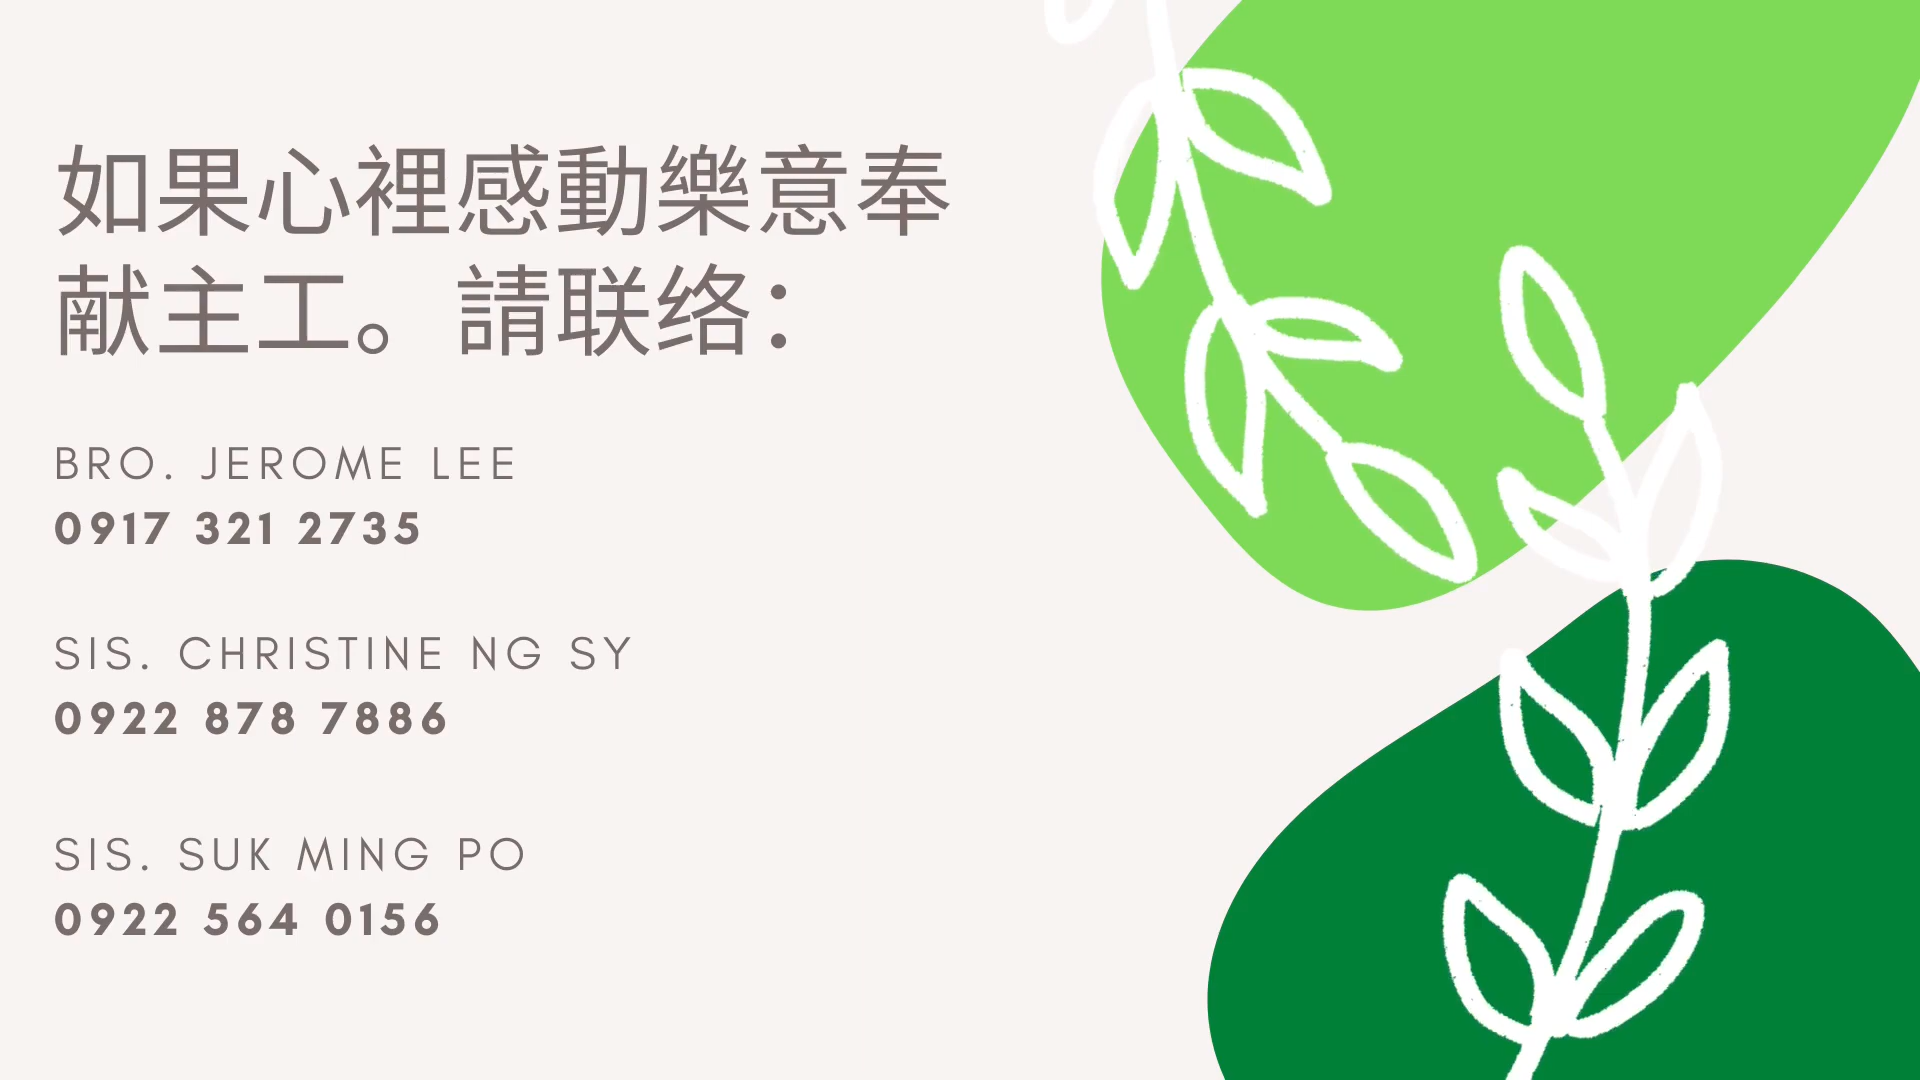 如果心裡感動樂意奉
献主工。請联络：
BRO. JEROME LEE
0917 321 2735
SIS. CHRISTINE NG SY
0922 878 7886
SIS. SUK MING PO
0922 564 0156